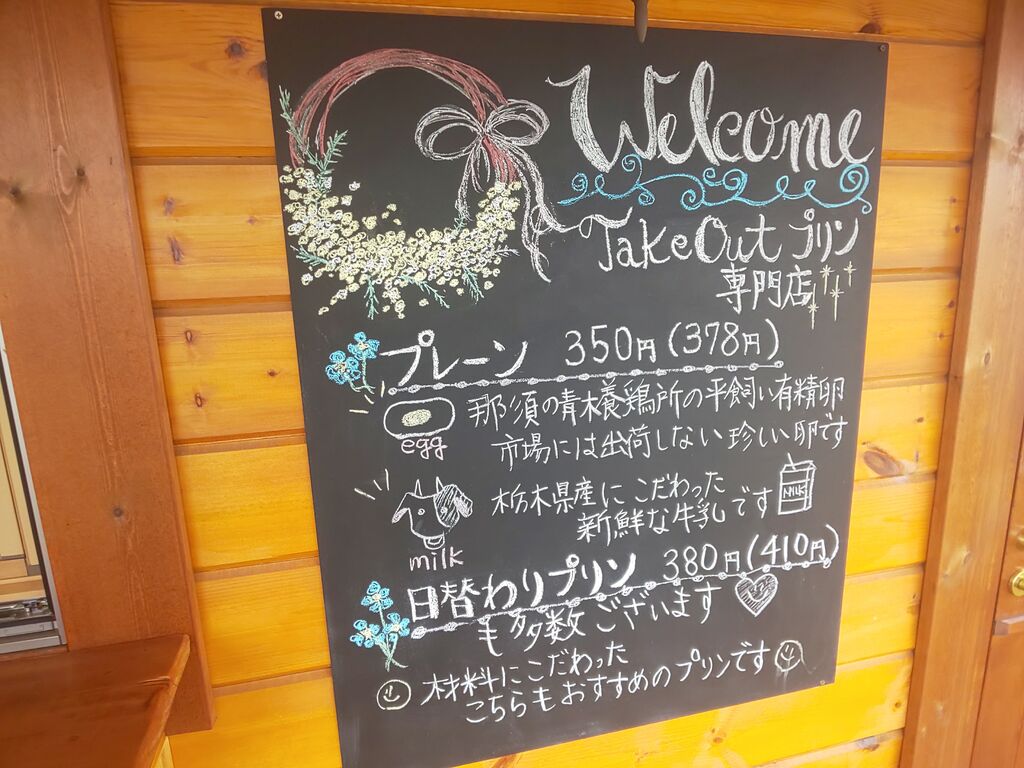 Welcome
Take Out プリン
専門店
プレーン 350円(378円)
egg
那須の青木養鶏所の平飼い有精卵
市場には出荷しない珍しい卵です
milk
栃木県産にこだわった
新鮮な牛乳です
MILK
日替わりプリン 380円(410円)
も多数ございます
材料にこだわった
こちらもおすすめのプリンです